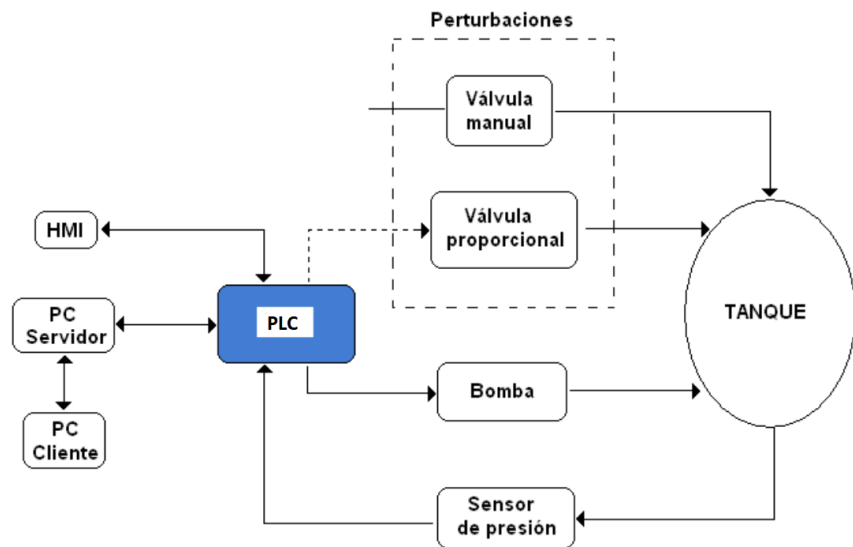 Perturbaciones
Válvula
manual
HMI
Válvula
proporcional
PC
Servidor
PLC
TANQUE
Bomba
PC
Cliente
Sensor
de presión